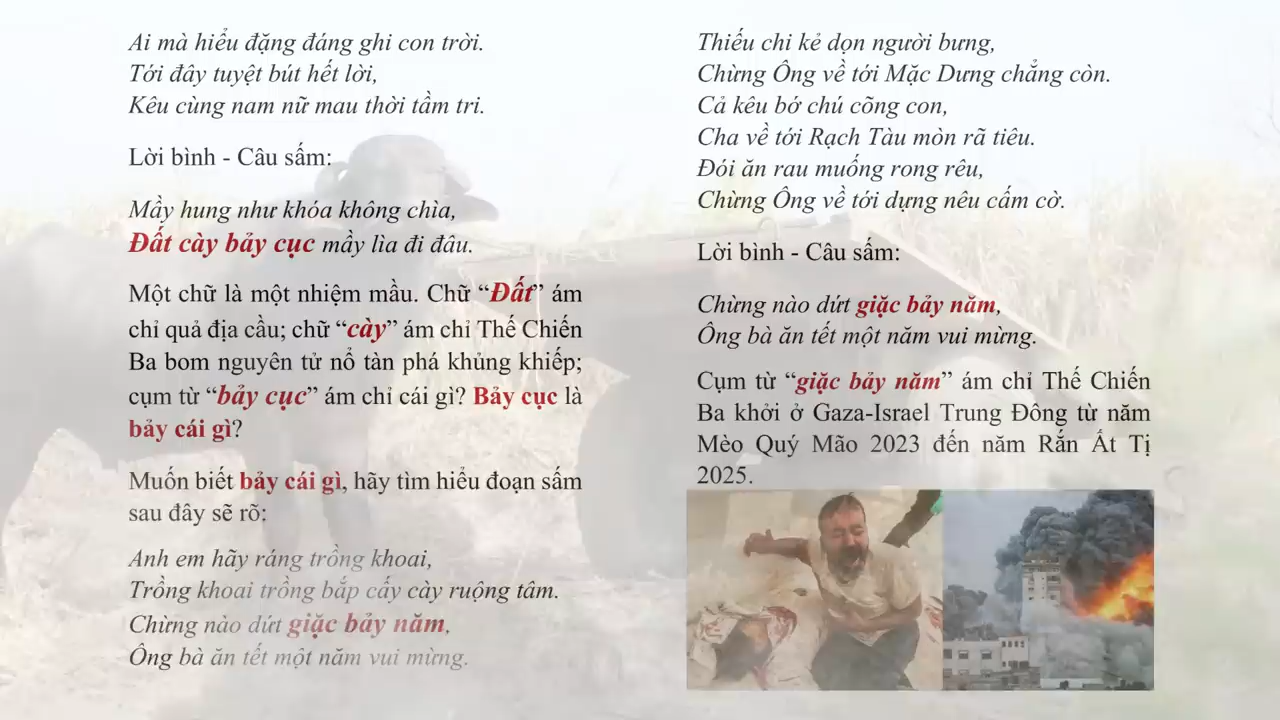 Ai mà hiểu đặng đáng ghi con trời.
Tới đây tuyệt bút hết lời,
Kêu cùng nam nữ mau thời tầm tri.
Lời bình - Câu sấm:
Mầy hung như khóa không chìa,
Đất cày bảy cục mầy lìa đi đâu.
Một chữ là một nhiệm mầu. Chữ “Đất” ám
chỉ quả địa cầu; chữ “cày” ám chỉ Thế Chiến
Ba bom nguyên tử nổ tàn phá khủng khiếp;
cụm từ “bảy cục” ám chỉ cái gì? Bảy cục là
bảy cái gì?
Muốn biết bảy cái gì, hãy tìm hiểu đoạn sấm
sau đây sẽ rõ:
Anh em hãy ráng trồng khoai,
Trồng khoai trồng bắp cấy cày ruộng tâm.
Chừng nào dứt giặc bảy năm,
Ông bà ăn tết một năm vui mừng.
Thiếu chi kẻ dọn người bưng,
Chừng Ông về tới Mặc Dưng chẳng còn.
Cả kêu bớ chú cõng con,
Cha về tới Rạch Tàu mòn rã tiêu.
Đói ăn rau muống rong rêu,
Chừng Ông về tới dựng nêu cấm cờ.
Lời bình - Câu sấm:
Chừng nào dứt giặc bảy năm,
Ông bà ăn tết một năm vui mừng.
Cụm từ “giặc bảy năm” ám chỉ Thế Chiến
Ba khởi ở Gaza-Israel Trung Đông từ năm
Mèo Quý Mão 2023 đến năm Rắn Ất Tị
2025.